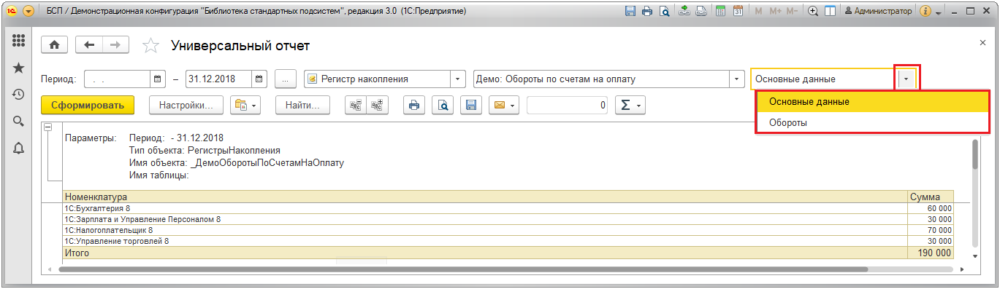 БСП / Демонстрационная конфигурация "Библиотека стандартных подсистем", редакция 3.0 (1С:Предприятие) M M+ M- Администратор
Универсальный отчет
Период: . . – 31.12.2018 ... Регистр накопления Демо: Обороты по счетам на оплату Основные данные
Сформировать Настройки... Найти... 0 Σ Основные данные
Обороты
Параметры: Период: - 31.12.2018
Тип объекта: РегистрыНакопления
Имя объекта: _ДемоОборотыПоСчетамНаОплату
Имя таблицы:
Номенклатура Сумма
1С:Бухгалтерия 8 60 000
1С:Зарплата и Управление Персоналом 8 30 000
1С:Налогоплательщик 8 70 000
1С:Управление торговлей 8 30 000
Итого 190 000